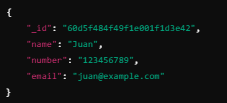 {
"_id": "60d5f484f49f1e001f1d3e42",
"name": "Juan",
"number": "123456789",
"email": "juan@example.com"
}